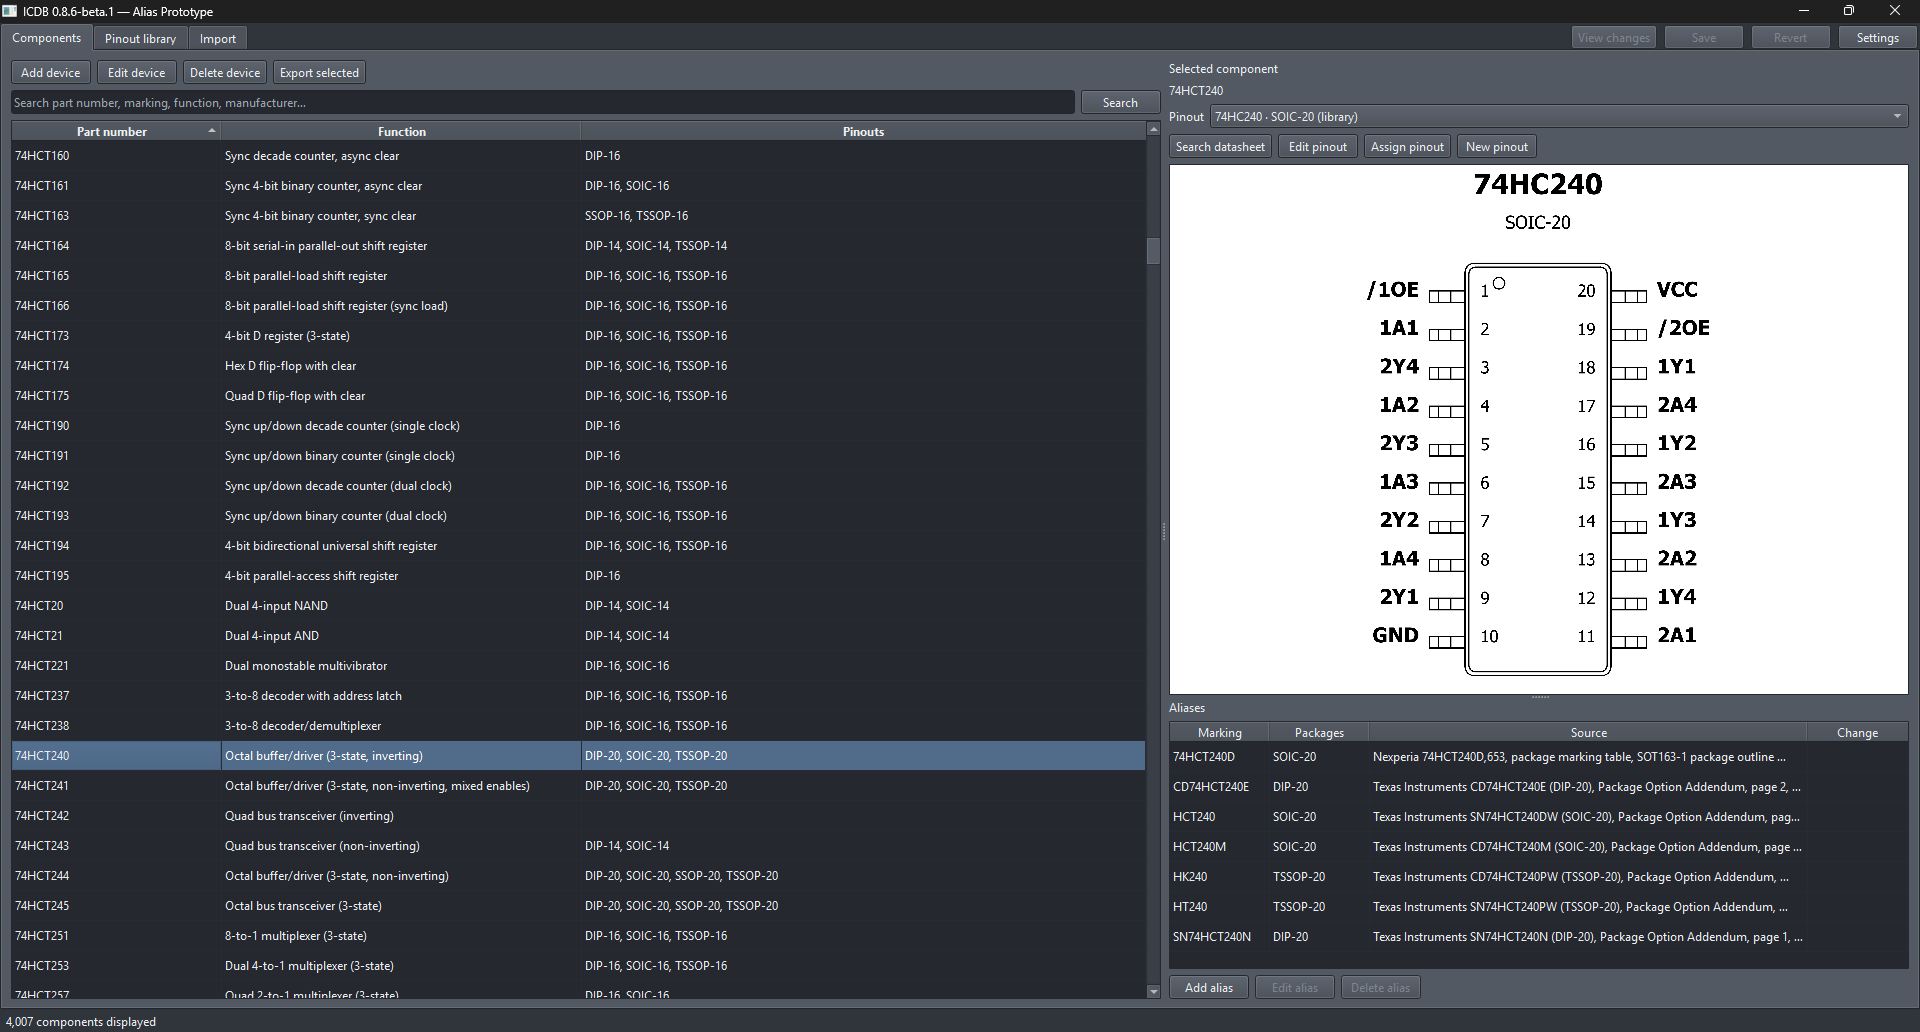 ICDB 0.8.6-beta.1 — Alias Prototype
Components Pinout library Import View changes Save Revert Settings
Add device Edit device Delete device Export selected
Search part number, marking, function, manufacturer... Search
Part number Function Pinouts
74HCT160 Sync decade counter, async clear DIP-16
74HCT161 Sync 4-bit binary counter, async clear DIP-16, SOIC-16
74HCT163 Sync 4-bit binary counter, sync clear SSOP-16, TSSOP-16
74HCT164 8-bit serial-in parallel-out shift register DIP-14, SOIC-14, TSSOP-14
74HCT165 8-bit parallel-load shift register DIP-16, SOIC-16, TSSOP-16
74HCT166 8-bit parallel-load shift register (sync load) DIP-16, SOIC-16, TSSOP-16
74HCT173 4-bit D register (3-state) DIP-16, SOIC-16, TSSOP-16
74HCT174 Hex D flip-flop with clear DIP-16, SOIC-16, TSSOP-16
74HCT175 Quad D flip-flop with clear DIP-16, SOIC-16, TSSOP-16
74HCT190 Sync up/down decade counter (single clock) DIP-16
74HCT191 Sync up/down binary counter (single clock) DIP-16
74HCT192 Sync up/down decade counter (dual clock) DIP-16, SOIC-16, TSSOP-16
74HCT193 Sync up/down binary counter (dual clock) DIP-16, SOIC-16, TSSOP-16
74HCT194 4-bit bidirectional universal shift register DIP-16, SOIC-16, TSSOP-16
74HCT195 4-bit parallel-access shift register DIP-16
74HCT20 Dual 4-input NAND DIP-14, SOIC-14
74HCT21 Dual 4-input AND DIP-14, SOIC-14
74HCT221 Dual monostable multivibrator DIP-16, SOIC-16
74HCT237 3-to-8 decoder with address latch DIP-16, SOIC-16, TSSOP-16
74HCT238 3-to-8 decoder/demultiplexer DIP-16, SOIC-16, TSSOP-16
74HCT240 Octal buffer/driver (3-state, inverting) DIP-20, SOIC-20, TSSOP-20
74HCT241 Octal buffer/driver (3-state, non-inverting, mixed enables) DIP-20, SOIC-20, TSSOP-20
74HCT242 Quad bus transceiver (inverting)
74HCT243 Quad bus transceiver (non-inverting) DIP-14, SOIC-14
74HCT244 Octal buffer/driver (3-state, non-inverting) DIP-20, SOIC-20, SSOP-20, TSSOP-20
74HCT245 Octal bus transceiver (3-state) DIP-20, SOIC-20, SSOP-20, TSSOP-20
74HCT251 8-to-1 multiplexer (3-state) DIP-16, SOIC-16, TSSOP-16
74HCT253 Dual 4-to-1 multiplexer (3-state) DIP-16, SOIC-16, TSSOP-16
74HCT257 Quad 2-to-1 multiplexer (3-state) DIP-16, SOIC-16
Selected component
74HCT240
Pinout 74HC240 · SOIC-20 (library)
Search datasheet Edit pinout Assign pinout New pinout
74HC240
SOIC-20
/1OE 1 20 VCC
1A1 2 19 /2OE
2Y4 3 18 1Y1
1A2 4 17 2A4
2Y3 5 16 1Y2
1A3 6 15 2A3
2Y2 7 14 1Y3
1A4 8 13 2A2
2Y1 9 12 1Y4
GND 10 11 2A1
Aliases
Marking Packages Source Change
74HCT240D SOIC-20 Nexperia 74HCT240D,653, package marking table, SOT163-1 package outline ...
CD74HCT240E DIP-20 Texas Instruments CD74HCT240E (DIP-20), Package Option Addendum, page 2, ...
HCT240 SOIC-20 Texas Instruments SN74HCT240DW (SOIC-20), Package Option Addendum, pag...
HCT240M SOIC-20 Texas Instruments CD74HCT240M (SOIC-20), Package Option Addendum, page ...
HK240 TSSOP-20 Texas Instruments CD74HCT240PW (TSSOP-20), Package Option Addendum, ...
HT240 TSSOP-20 Texas Instruments SN74HCT240PW (TSSOP-20), Package Option Addendum, ...
SN74HCT240N DIP-20 Texas Instruments SN74HCT240N (DIP-20), Package Option Addendum, page 1, ...
Add alias Edit alias Delete alias
4,007 components displayed